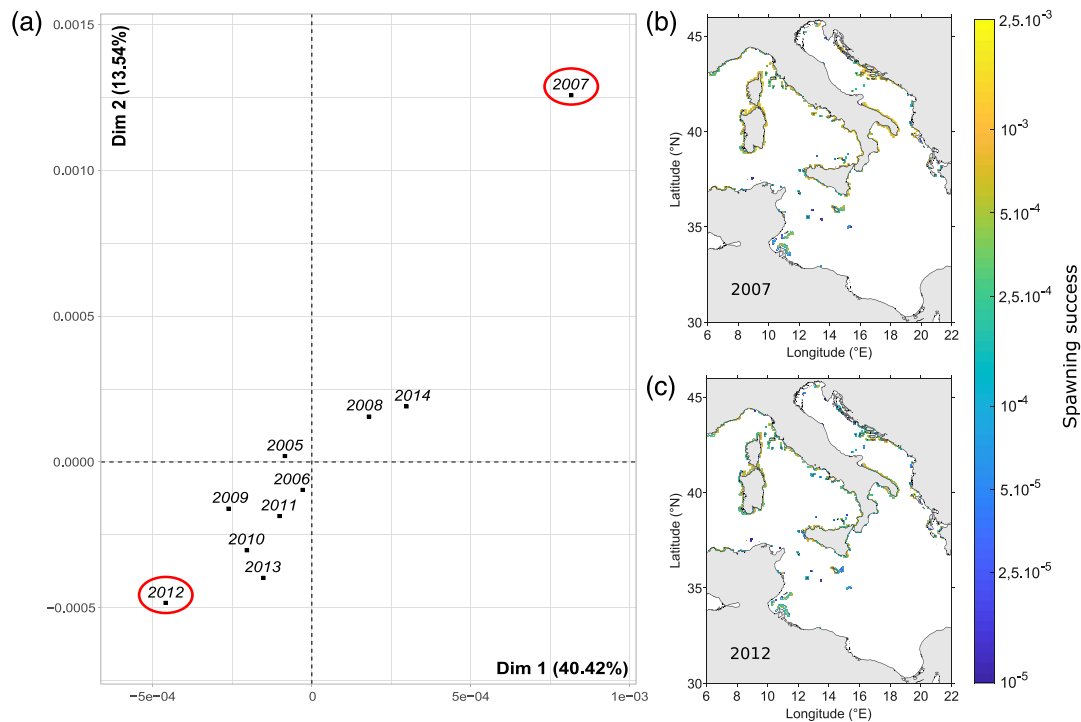 (a)
0.0015
0.0010
0.0005
0.0000
−0.00005
Dim 2 (13.54%)
2007
2014
2008
2005
2006
2009
2011
2010
2013
2012
Dim 1 (40.42%)
−5e−04
0
5e−04
1e−03
(b)
45
40
35
30
Latitude (°N)
2007
6 8 10 12 14 16 18 20 22
Longitude (°E)
(c)
45
40
35
30
Latitude (°N)
2012
6 8 10 12 14 16 18 20 22
Longitude (°E)
2,5.10⁻³
10⁻³
5.10⁻⁴
2,5.10⁻⁴
10⁻⁴
5.10⁻⁵
2,5.10⁻⁵
10⁻⁵
Spawning success